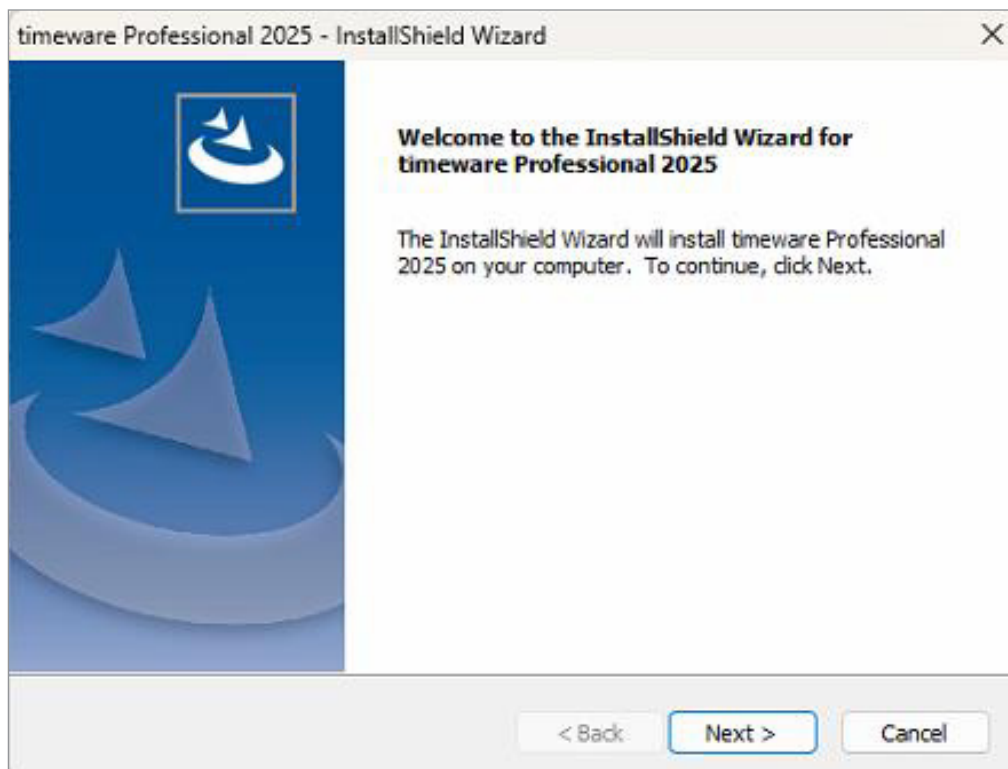 timeware Professional 2025 - InstallShield Wizard
Welcome to the InstallShield Wizard for
timeware Professional 2025
The InstallShield Wizard will install timeware Professional
2025 on your computer. To continue, click Next.
< Back
Next >
Cancel